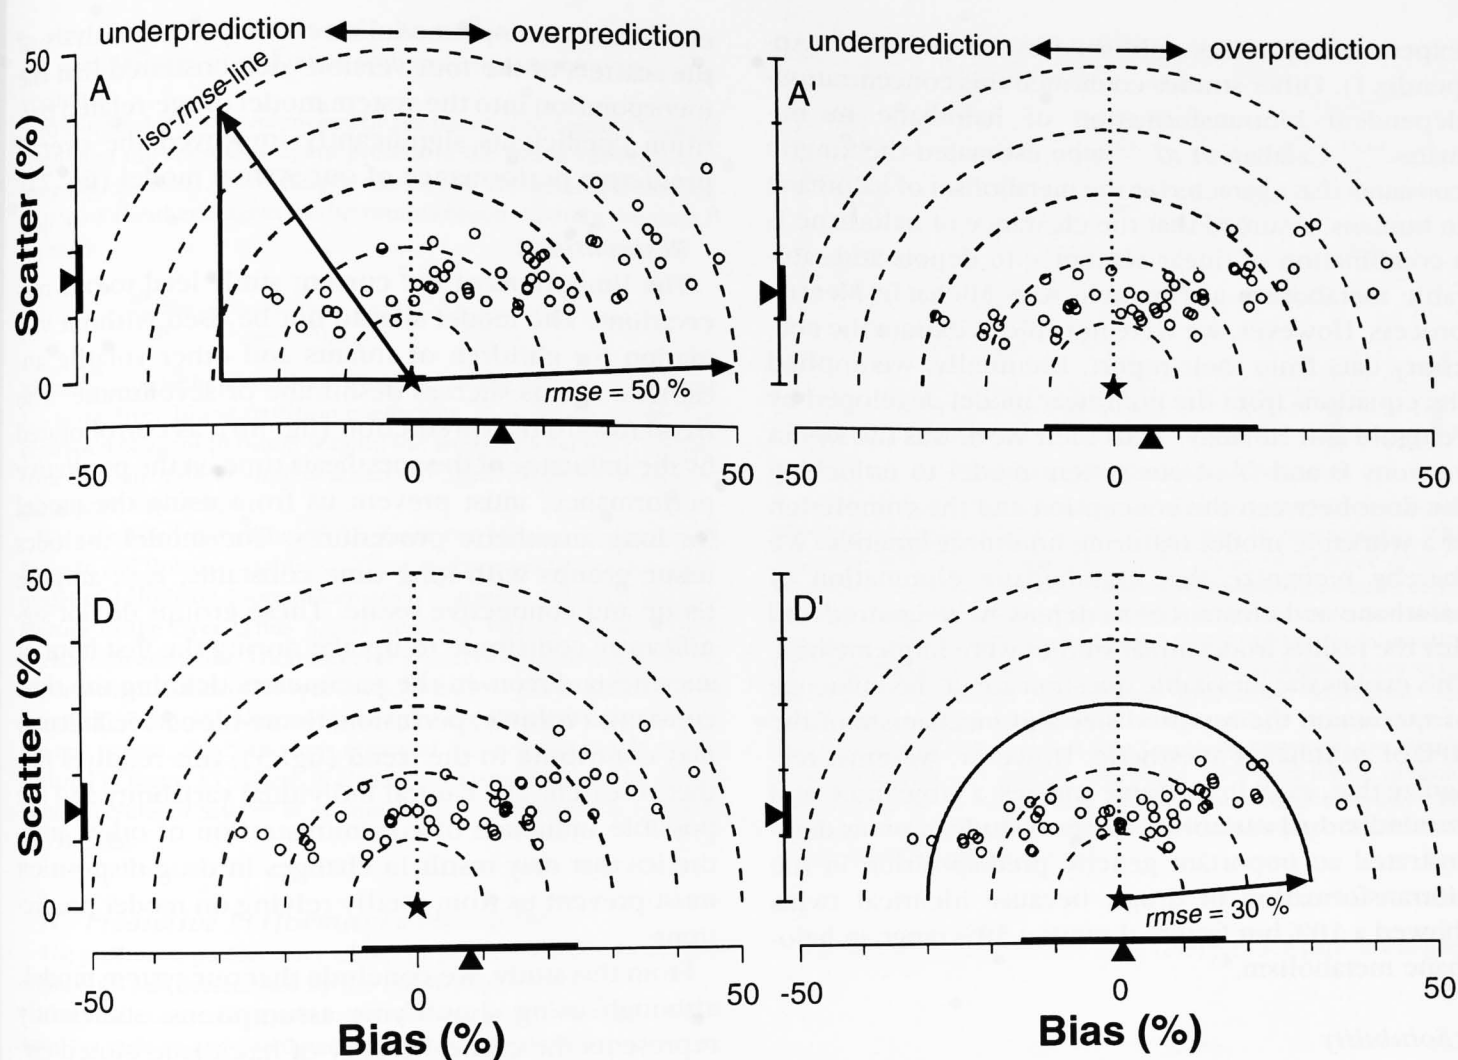 underprediction overprediction
underprediction overprediction
50
A
iso-rmse-line
A'
Scatter (%)
rmse = 50 %
0
-50 0 50
-50 0 50
50
D
D'
Scatter (%)
rmse = 30 %
0
-50 0 50
-50 0 50
Bias (%)
Bias (%)